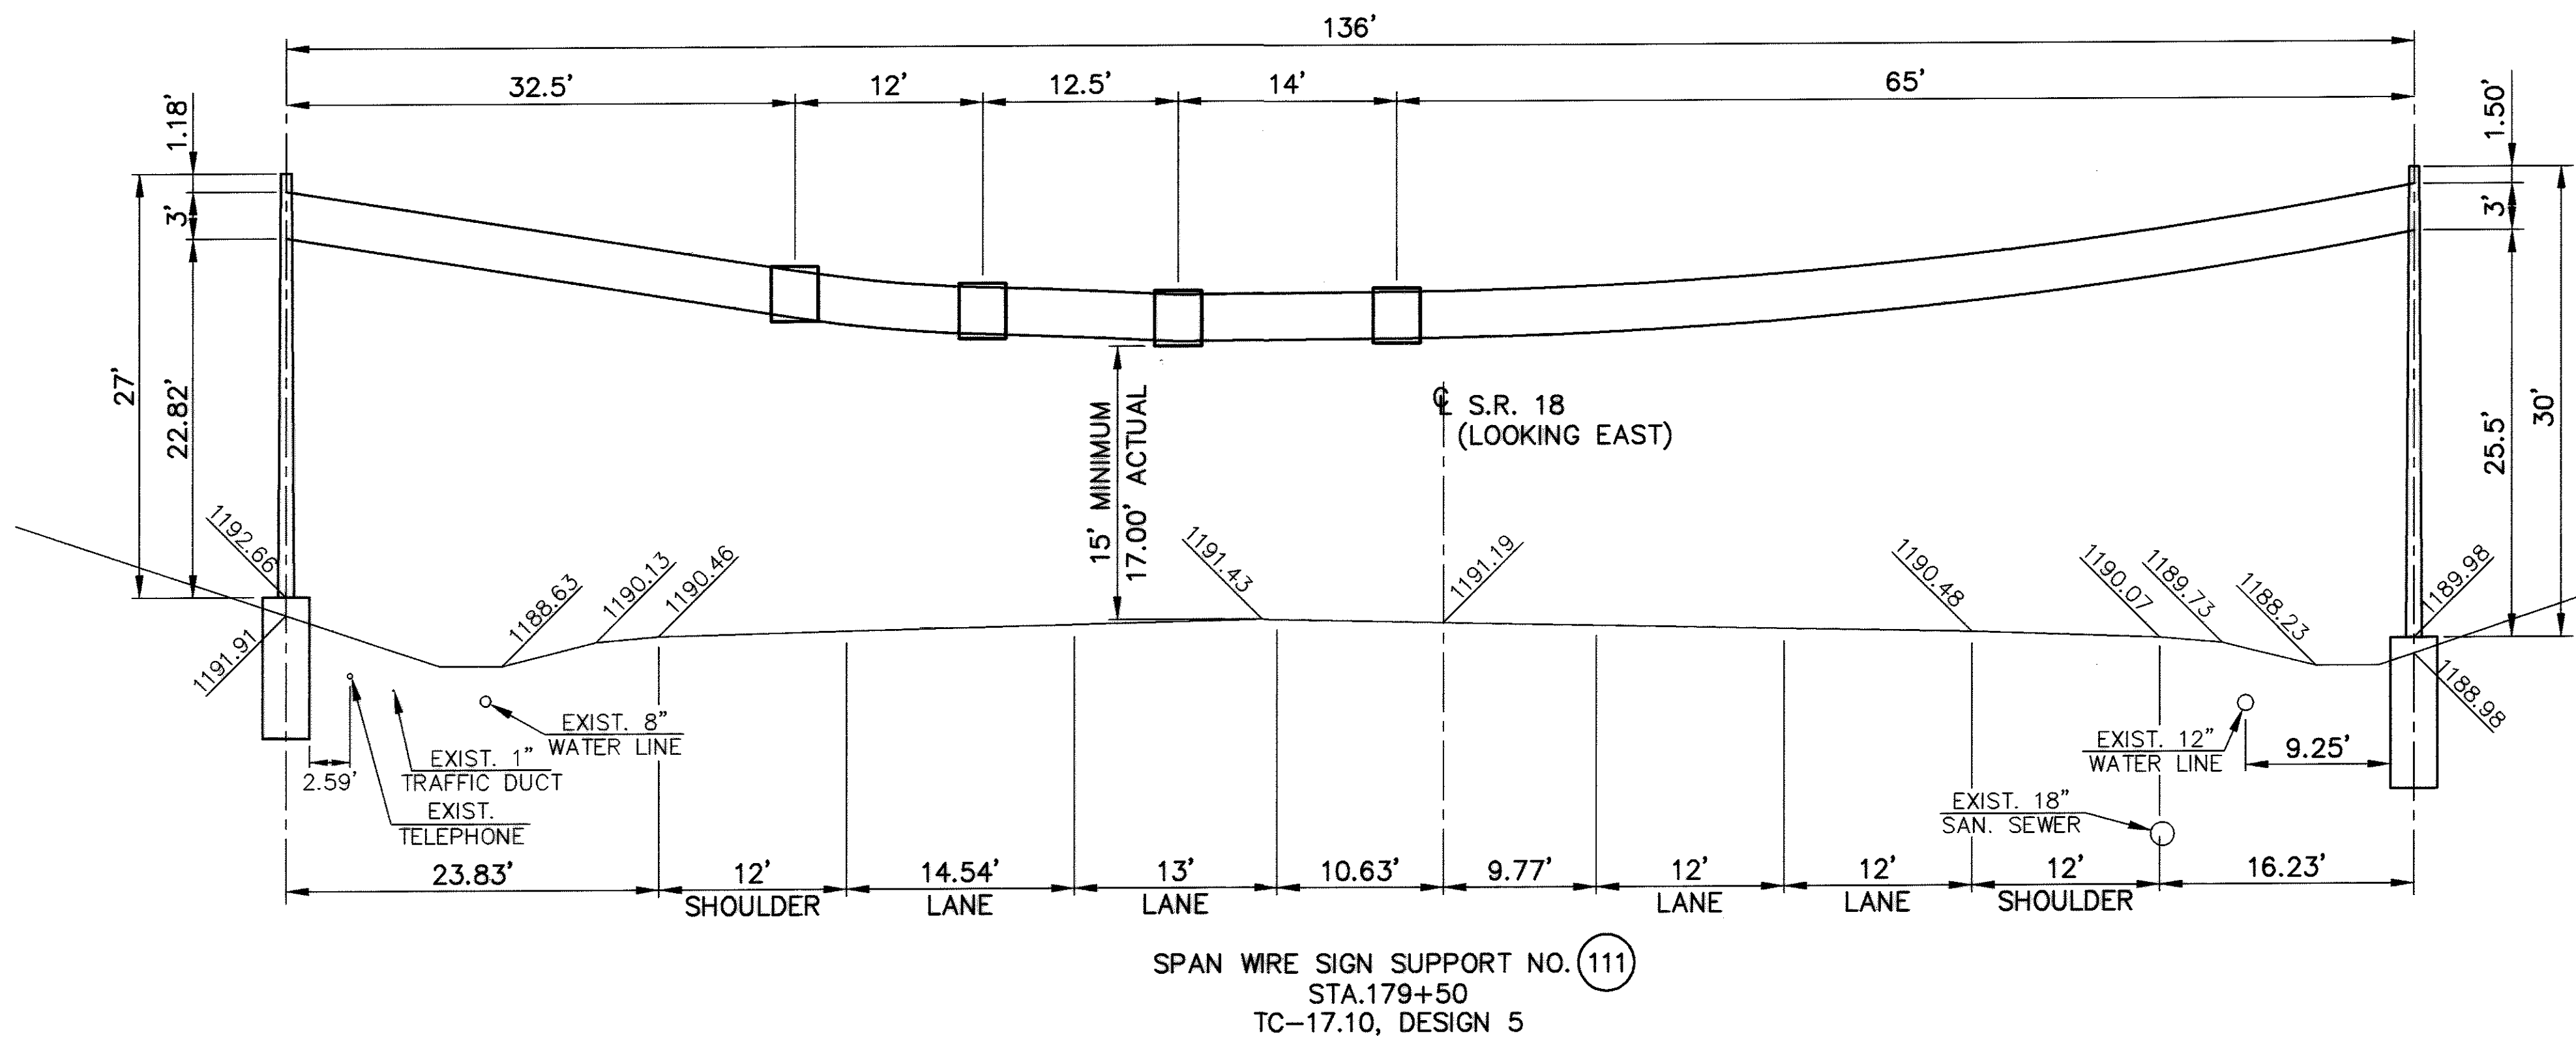 136'
32.5'
12'
12.5'
14'
65'
1.18'
3'
27'
22.82'
1.50'
3'
25.5'
30'
15' MINIMUM
17.00' ACTUAL
℄ S.R. 18
(LOOKING EAST)
1192.66
1191.91
1188.63
1190.13
1190.46
1191.43
1191.19
1190.48
1190.07
1189.73
1188.23
1189.98
1188.98
EXIST. 8"
WATER LINE
EXIST. 1"
TRAFFIC DUCT
EXIST.
TELEPHONE
2.59'
EXIST. 12"
WATER LINE
9.25'
EXIST. 18"
SAN. SEWER
23.83'
12'
SHOULDER
14.54'
LANE
13'
LANE
10.63'
9.77'
12'
LANE
12'
LANE
12'
SHOULDER
16.23'
SPAN WIRE SIGN SUPPORT NO. 111
STA.179+50
TC-17.10, DESIGN 5